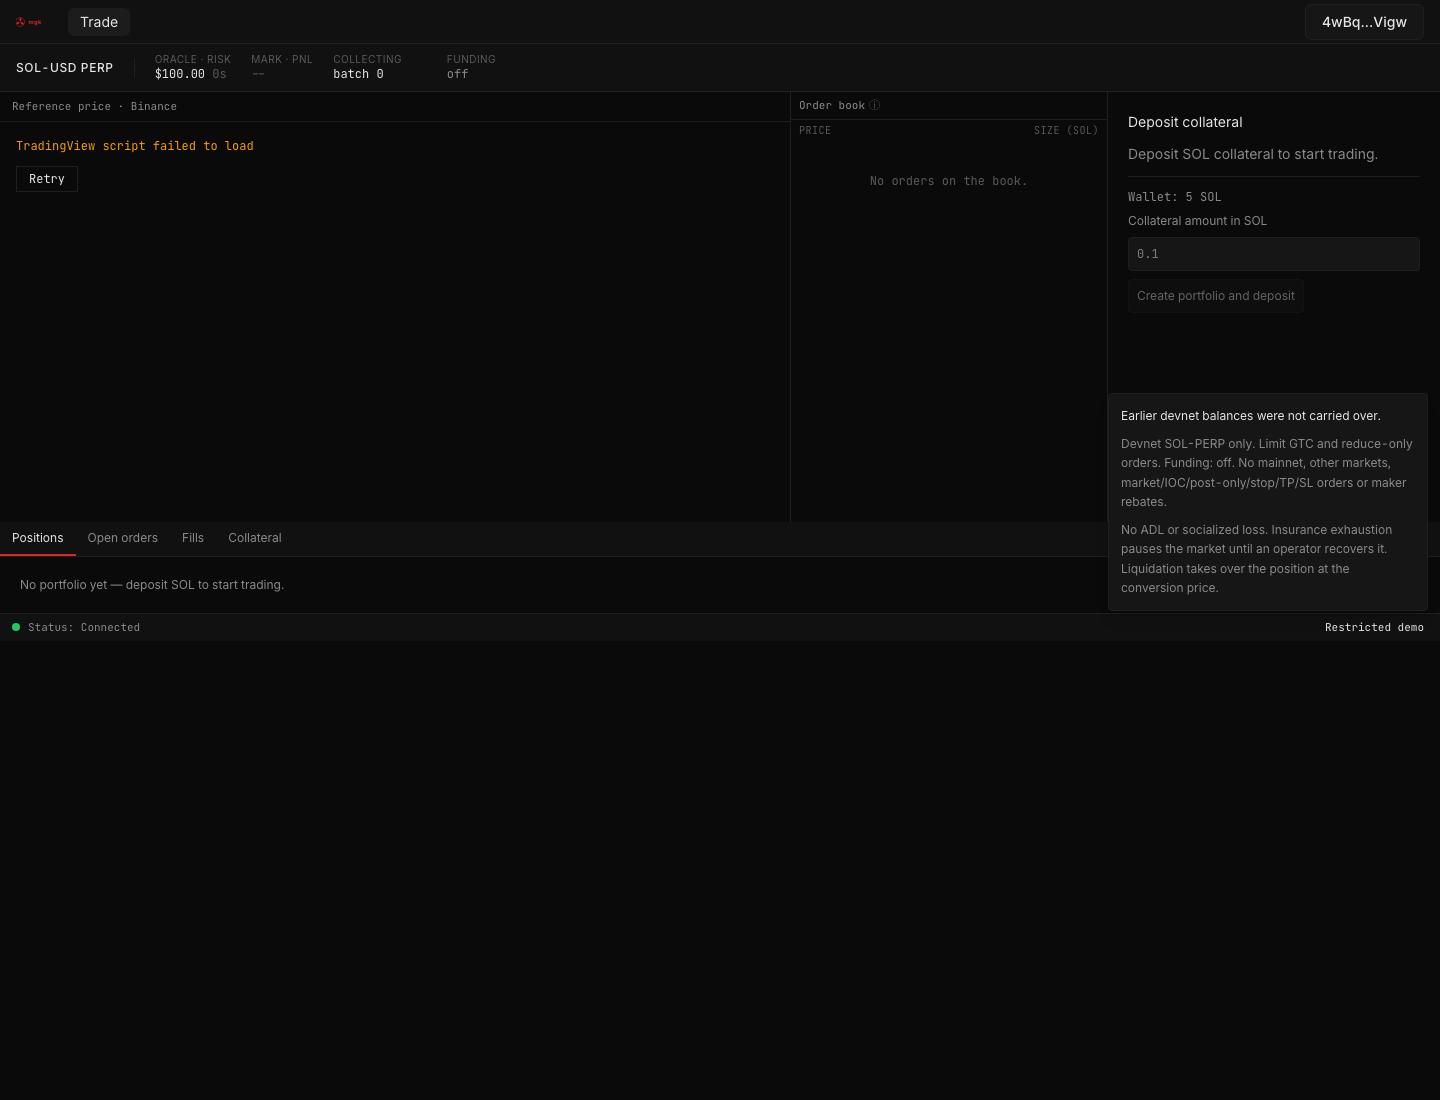 Trade
4wBq...Vigw
SOL-USD PERP
ORACLE · RISK
$100.00 0s
MARK · PNL
--
COLLECTING
batch 0
FUNDING
off
Reference price · Binance
TradingView script failed to load
Retry
Order book ⓘ
PRICE SIZE (SOL)
No orders on the book.
Deposit collateral
Deposit SOL collateral to start trading.
Wallet: 5 SOL
Collateral amount in SOL
0.1
Create portfolio and deposit
Earlier devnet balances were not carried over.
Devnet SOL-PERP only. Limit GTC and reduce-only
orders. Funding: off. No mainnet, other markets,
market/IOC/post-only/stop/TP/SL orders or maker
rebates.
No ADL or socialized loss. Insurance exhaustion
pauses the market until an operator recovers it.
Liquidation takes over the position at the
conversion price.
Positions Open orders Fills Collateral
No portfolio yet — deposit SOL to start trading.
Status: Connected
Restricted demo